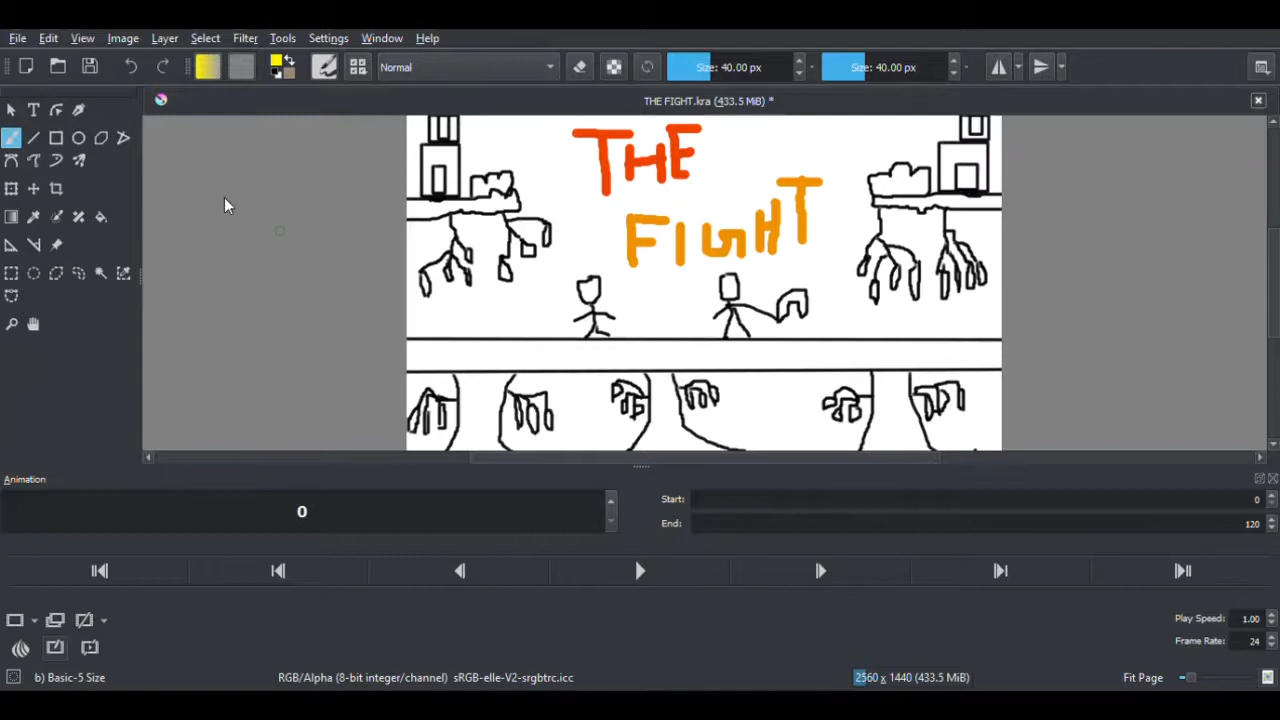 File Edit View Image Layer Select Filter Tools Settings Window Help
Normal Size: 40.00 px Size: 40.00 px
THE FIGHT.kra (433.5 MiB) *
THE
FIGHT
Animation
0 Start: 0
End: 120
Play Speed: 1.00
Frame Rate: 24
b) Basic-5 Size RGB/Alpha (8-bit integer/channel) sRGB-elle-V2-srgbtrc.icc 2560 x 1440 (433.5 MiB) Fit Page